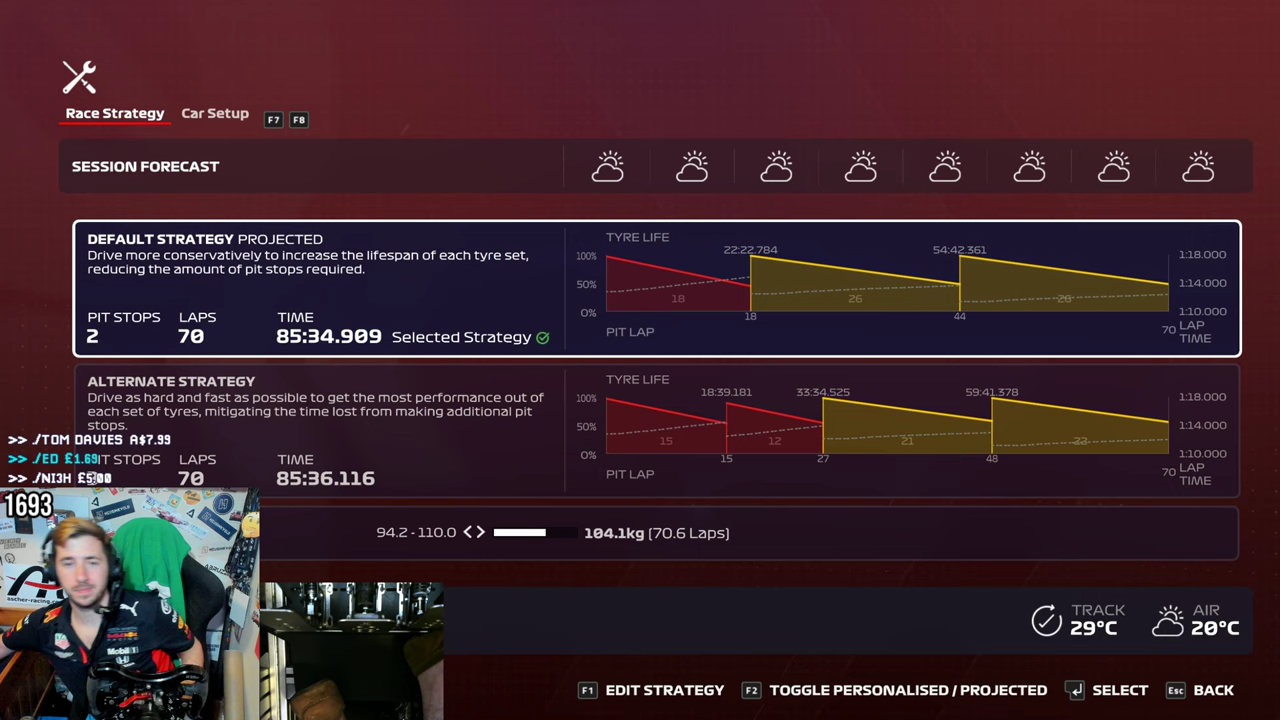 Race Strategy
Car Setup
F7
F8
SESSION FORECAST
DEFAULT STRATEGY PROJECTED
Drive more conservatively to increase the lifespan of each tyre set,
reducing the amount of pit stops required.
PIT STOPS LAPS TIME
2 70 85:34.909 Selected Strategy
TYRE LIFE
22:22.784 54:42.361
100% 1:18.000
50% 1:14.000
18 26 26
0% 1:10.000
18 44 70
PIT LAP
LAP
TIME
ALTERNATE STRATEGY
Drive as hard and fast as possible to get the most performance out of
each set of tyres, mitigating the time lost from making additional pit
stops.
>> ./TOM DAVIES A$7.99
>> ./ED £1.69
IT STOPS LAPS TIME
>> ./NI3H £5.00
70 85:36.116
TYRE LIFE
18:39.181 33:34.525 59:41.378
100% 1:18.000
50% 1:14.000
15 12 21 22
0% 1:10.000
15 27 48 70
PIT LAP
LAP
TIME
1693
94.2 - 110.0 <> 104.1kg [70.6 Laps]
ascher-racing.com
TRACK
29°C
AIR
20°C
F1 EDIT STRATEGY F2 TOGGLE PERSONALISED / PROJECTED SELECT Esc BACK